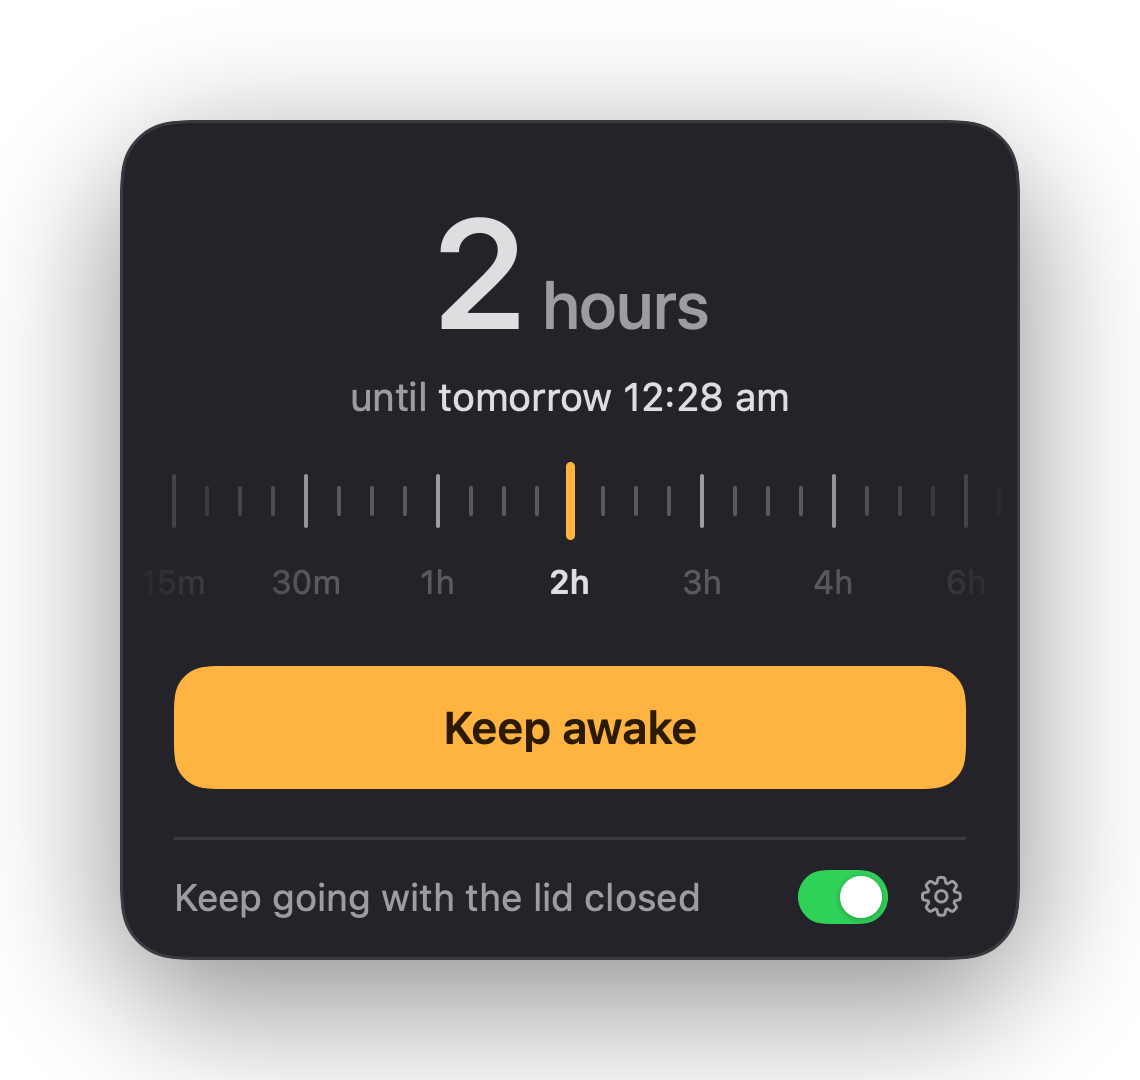 2 hours
until tomorrow 12:28 am
15m 30m 1h 2h 3h 4h 6h
Keep awake
Keep going with the lid closed